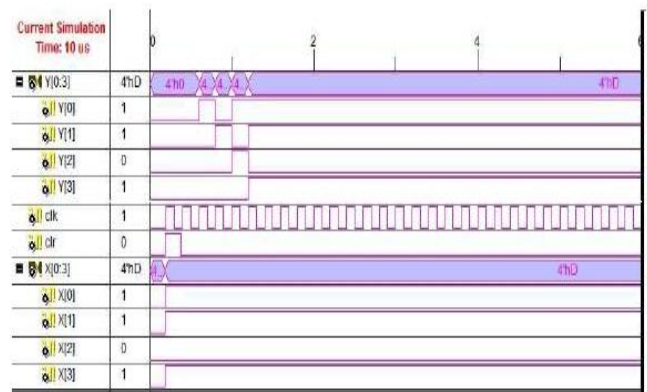 Current Simulation
Time: 10 us
0 2 4 6
Y[0:3] 4'hD 4'h0 4 4.. 4.. 4'hD
Y[0] 1
Y[1] 1
Y[2] 0
Y[3] 1
clk 1
clr 0
X[0:3] 4'hD 4.. 4'hD
X[0] 1
X[1] 1
X[2] 0
X[3] 1